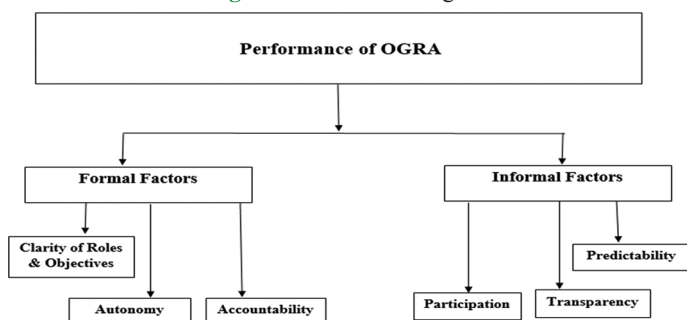 Performance of OGRA
Formal Factors
Informal Factors
Clarity of Roles
& Objectives
Predictability
Autonomy
Accountability
Participation
Transparency